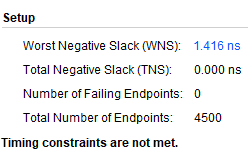 Setup
Worst Negative Slack (WNS): 1.416 ns
Total Negative Slack (TNS): 0.000 ns
Number of Failing Endpoints: 0
Total Number of Endpoints: 4500
Timing constraints are not met.